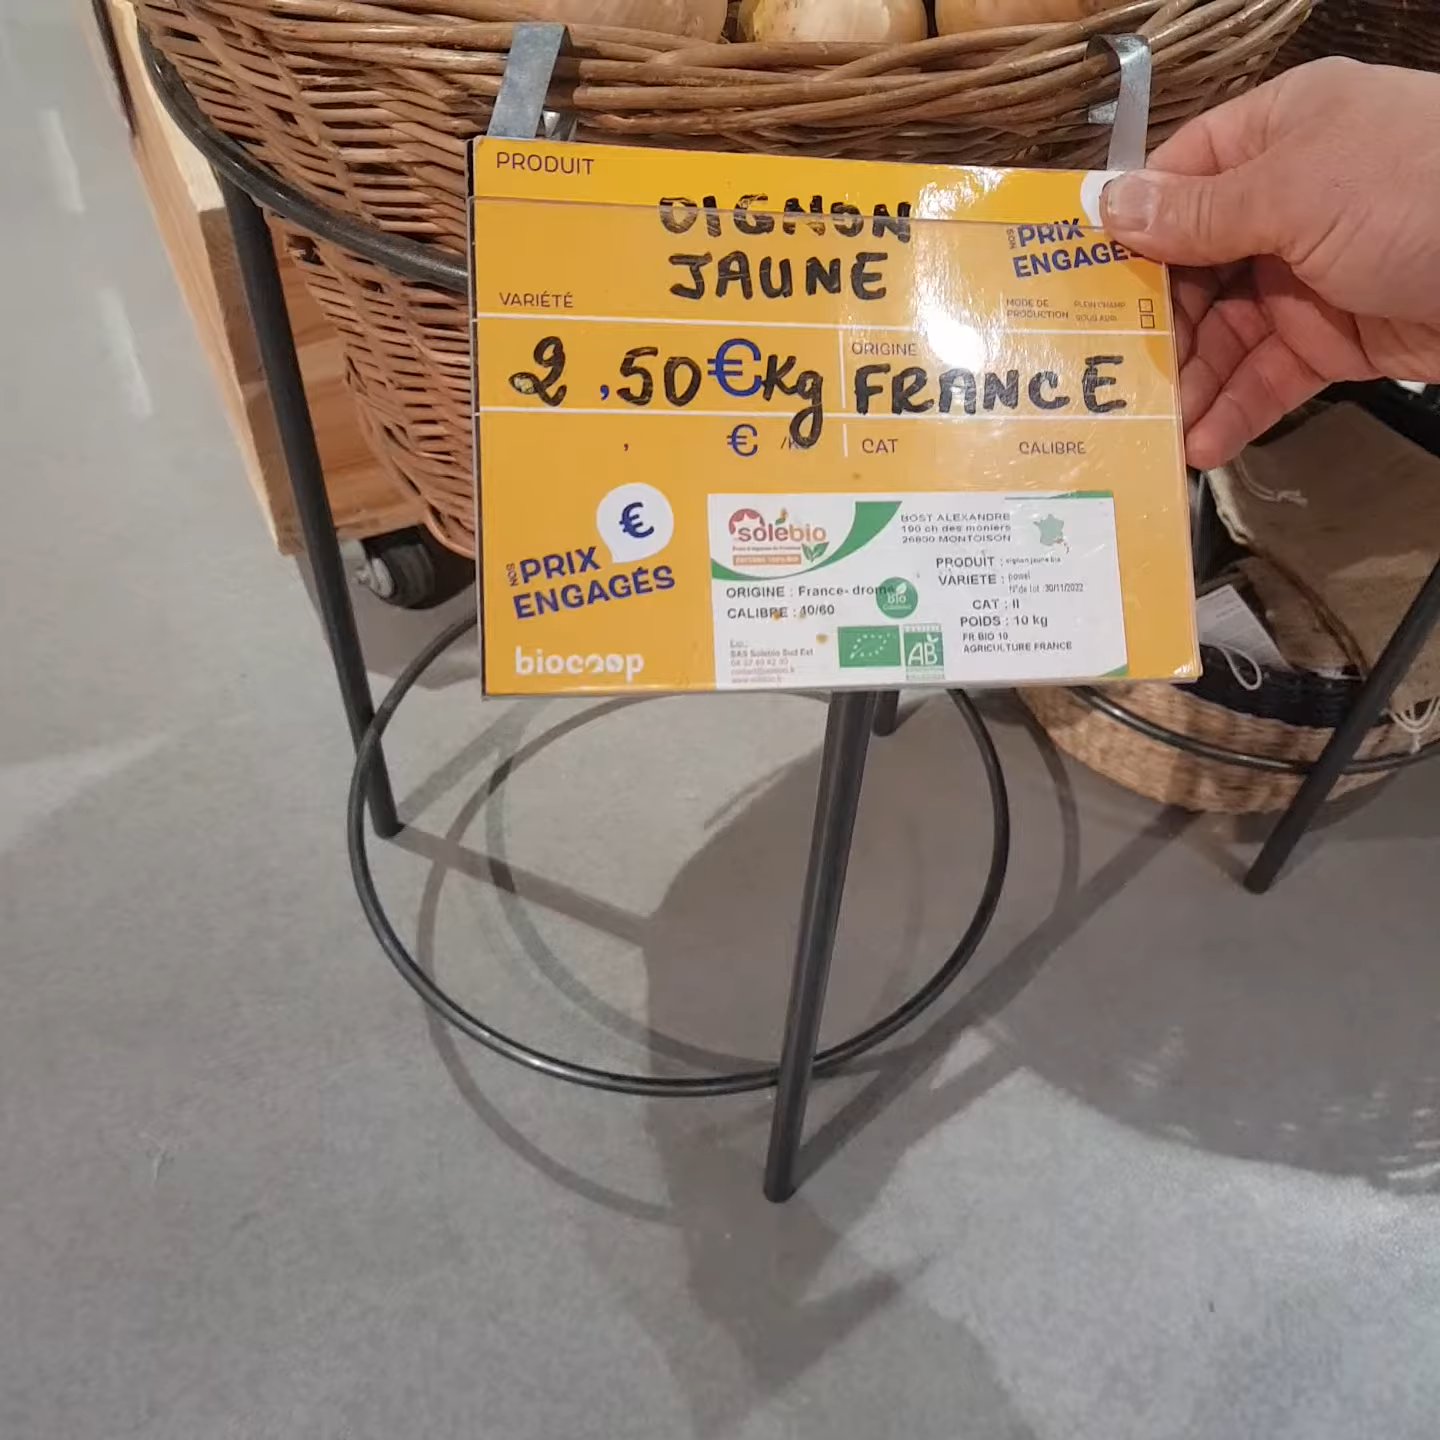 PRODUIT
OIGNON
JAUNE
BON PRIX
ENGAGÉS
VARIÉTÉ
MODE DE
PRODUCTION
PLEIN CHAMP
SOUS ABRI
2,50 € Kg
ORIGINE
FRANCE
, € /KG
CAT
CALIBRE
€
BON PRIX
ENGAGÉS
biocoop
solebio
BOST ALEXANDRE
190 ch des moniers
26800 MONTOISON
PRODUIT : oignon jaune bio
VARIETE : powel
N°de lot :30/11/2022
ORIGINE : France- drome
CALIBRE : 40/60
Bio
CAT : II
POIDS : 10 kg
FR BIO 10
AGRICULTURE FRANCE
AB
SAS Solebio Sud Est